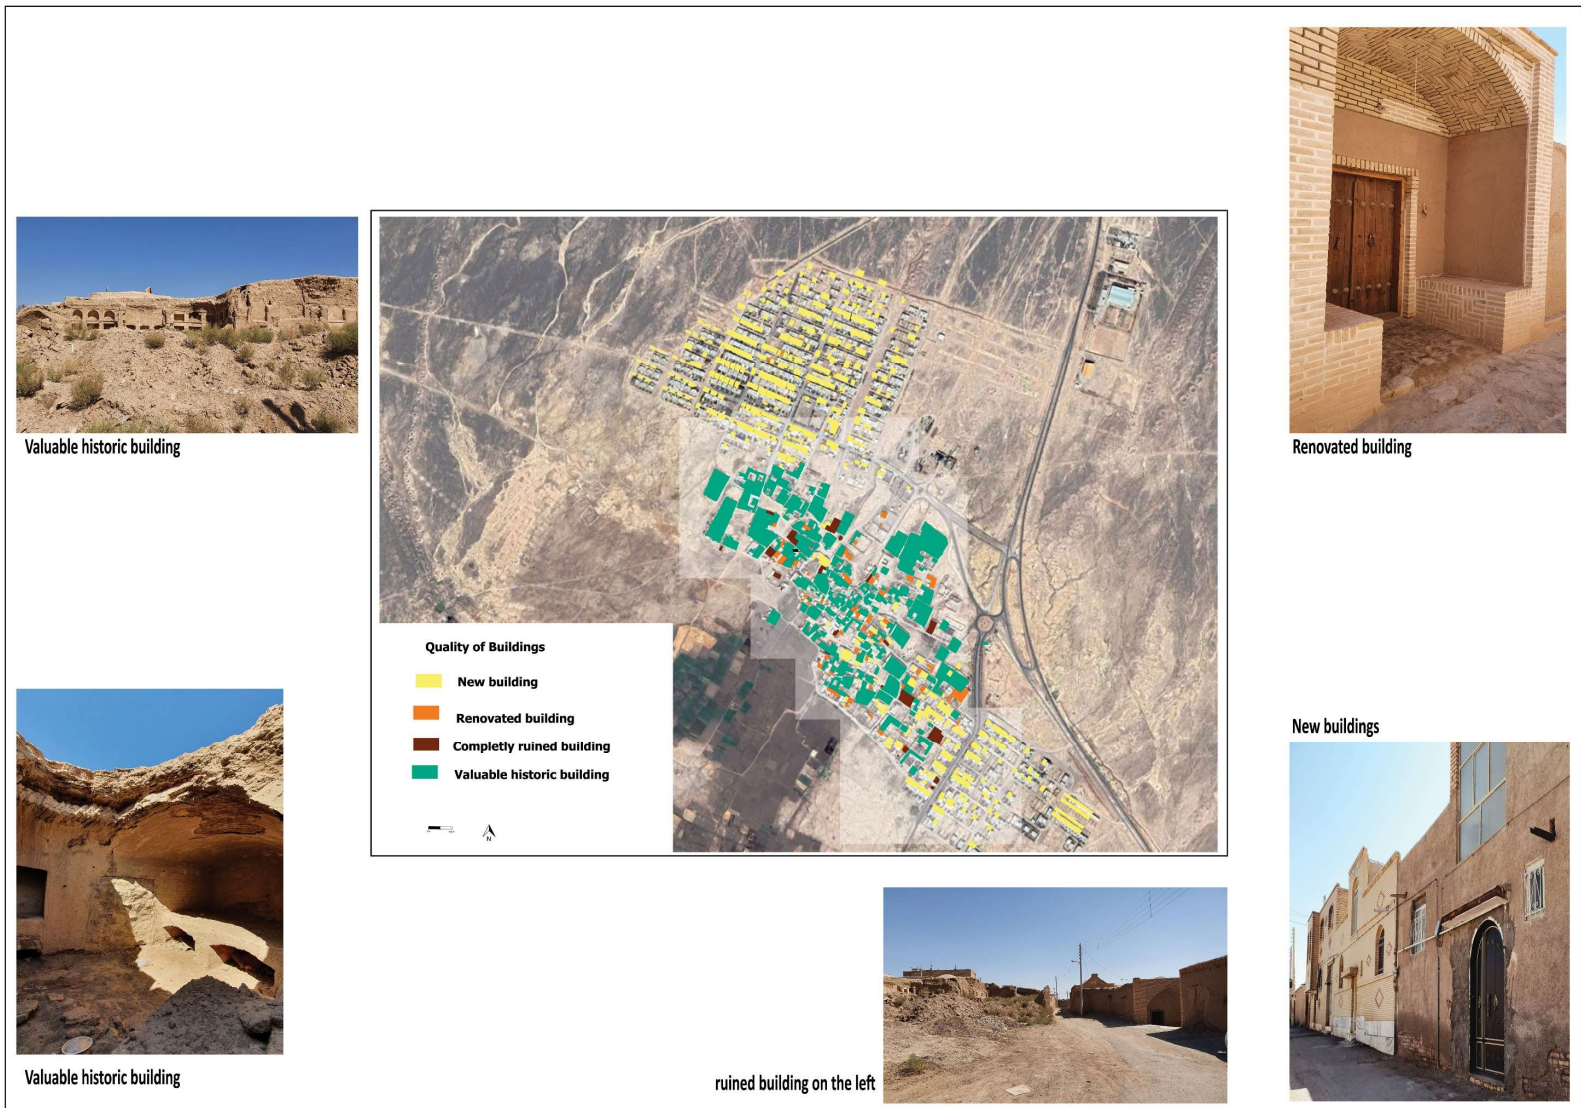 Valuable historic building
Renovated building
Quality of Buildings
New building
Renovated building
Completly ruined building
Valuable historic building
N
New buildings
Valuable historic building
ruined building on the left